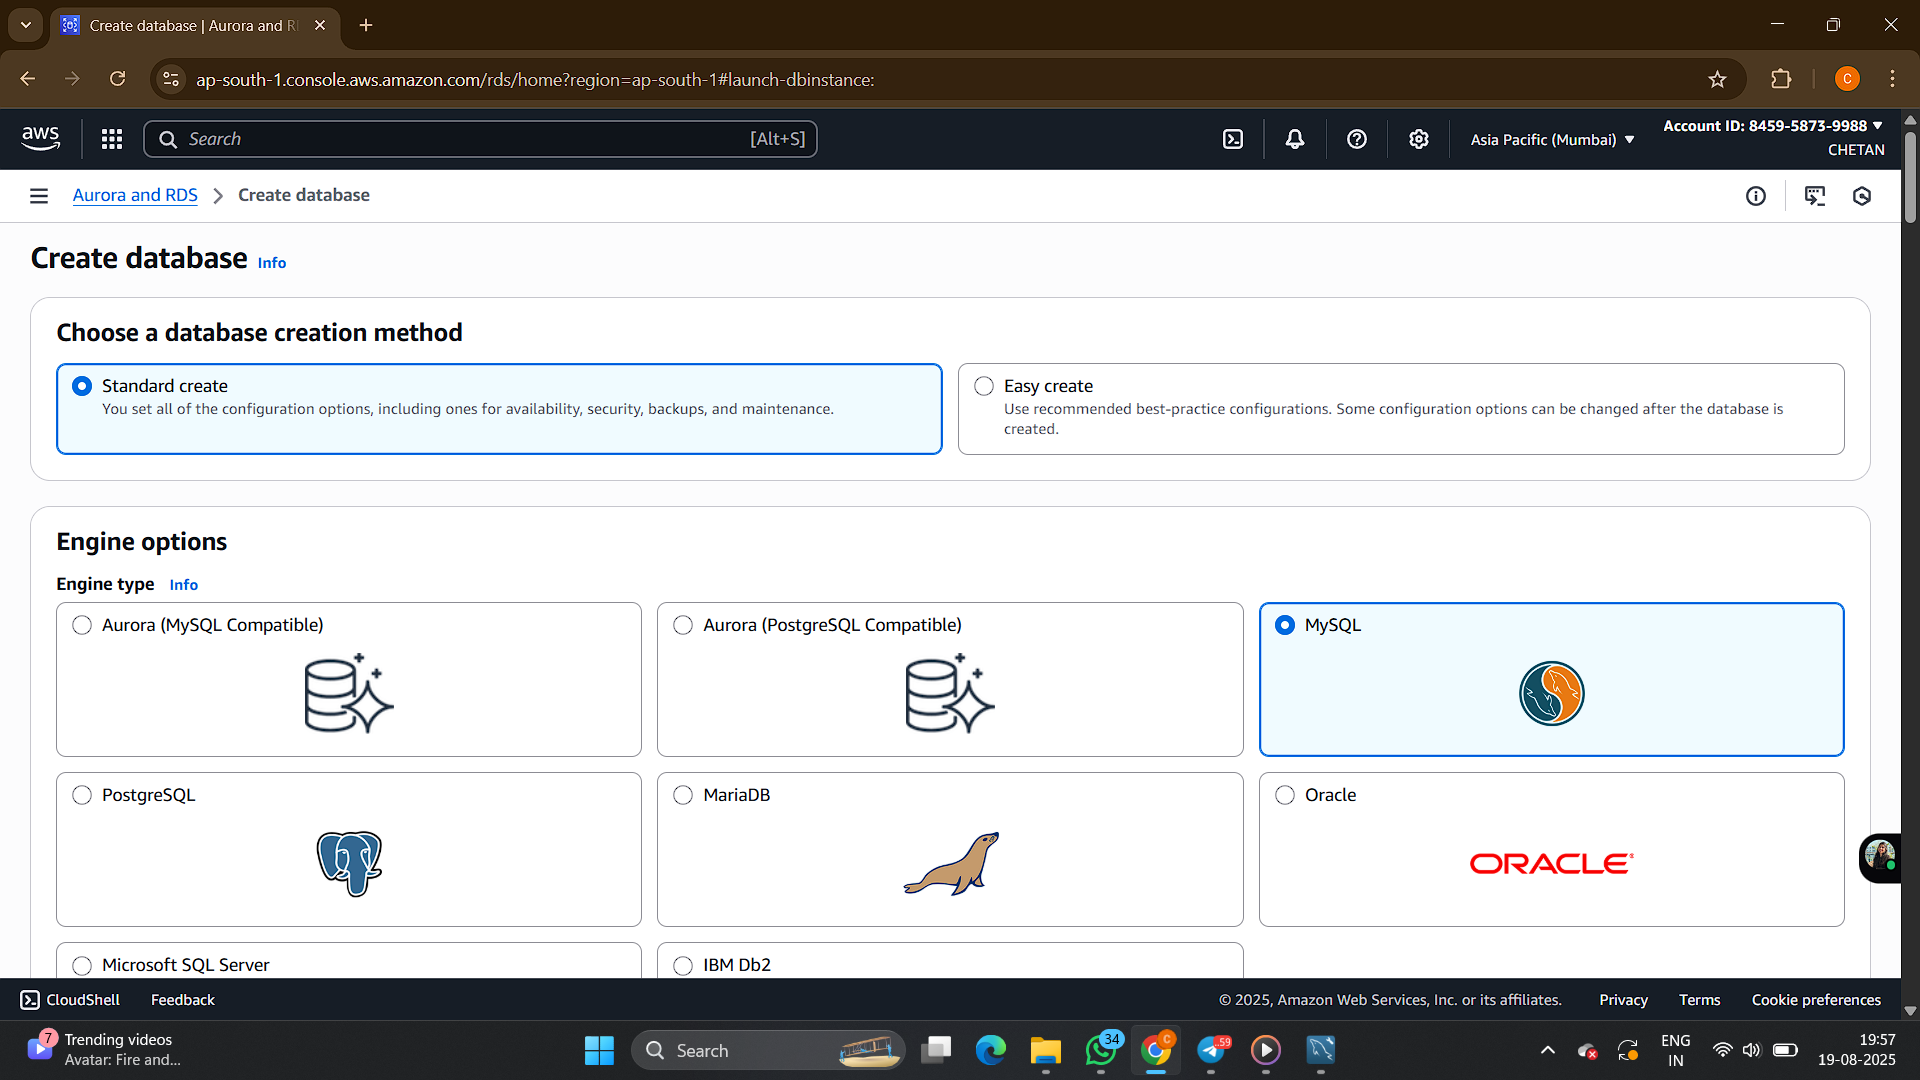 Create database | Aurora and R
ap-south-1.console.aws.amazon.com/rds/home?region=ap-south-1#launch-dbinstance:
C
aws
Search
[Alt+S]
Asia Pacific (Mumbai)
Account ID: 8459-5873-9988
CHETAN
Aurora and RDS
Create database
Create database Info
Choose a database creation method
Standard create
You set all of the configuration options, including ones for availability, security, backups, and maintenance.
Easy create
Use recommended best-practice configurations. Some configuration options can be changed after the database is
created.
Engine options
Engine type Info
Aurora (MySQL Compatible)
Aurora (PostgreSQL Compatible)
MySQL
PostgreSQL
MariaDB
Oracle
ORACLE
Microsoft SQL Server
IBM Db2
CloudShell
Feedback
© 2025, Amazon Web Services, Inc. or its affiliates.
Privacy
Terms
Cookie preferences
7
Trending videos
Avatar: Fire and...
Search
34
C
59
ENG
IN
19:57
19-08-2025